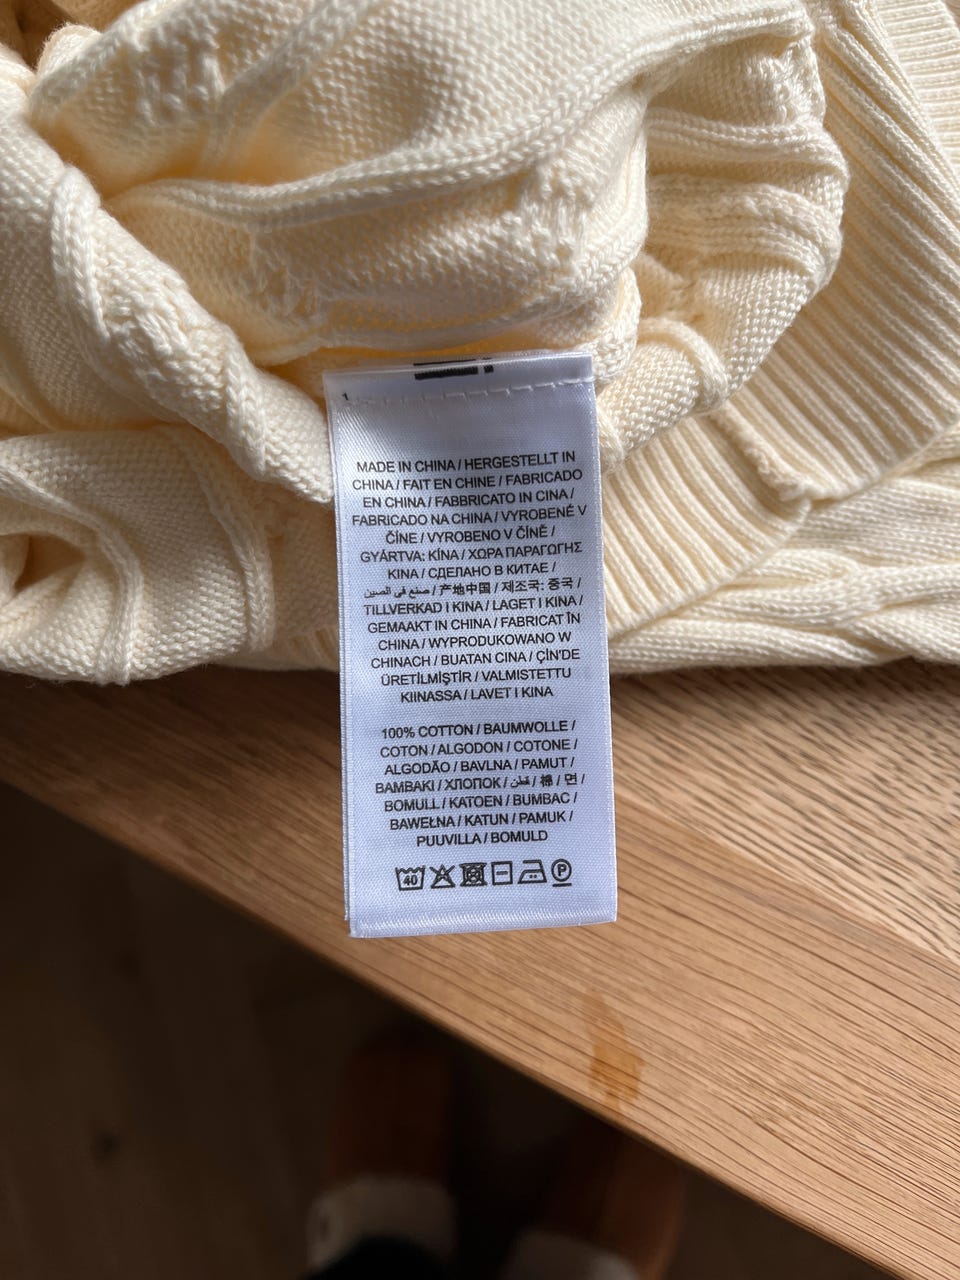 1
MADE IN CHINA / HERGESTELLT IN
CHINA / FAIT EN CHINE / FABRICADO
EN CHINA / FABBRICATO IN CINA /
FABRICADO NA CHINA / VYROBENÉ V
ČÍNE / VYROBENO V ČÍNĚ /
GYÁRTVA: KÍNA / ΧΩΡΑ ΠΑΡΑΓΩΓΗΣ
ΚΙΝΑ / СДЕЛАНО В КИТАЕ /
صنع في الصين / 产地中国 / 제조국: 중국 /
TILLVERKAD I KINA / LAGET I KINA /
GEMAAKT IN CHINA / FABRICAT ÎN
CHINA / WYPRODUKOWANO W
CHINACH / BUATAN CINA / ÇİN'DE
ÜRETİLMİŞTİR / VALMISTETTU
KIINASSA / LAVET I KINA
100% COTTON / BAUMWOLLE /
COTON / ALGODON / COTONE /
ALGODÃO / BAVLNA / PAMUT /
ΒΑΜΒΑΚΙ / ХЛОПОК / قطن / 棉 / 면 /
BOMULL / KATOEN / BUMBAC /
BAWEŁNA / KATUN / PAMUK /
PUUVILLA / BOMULD
40 P